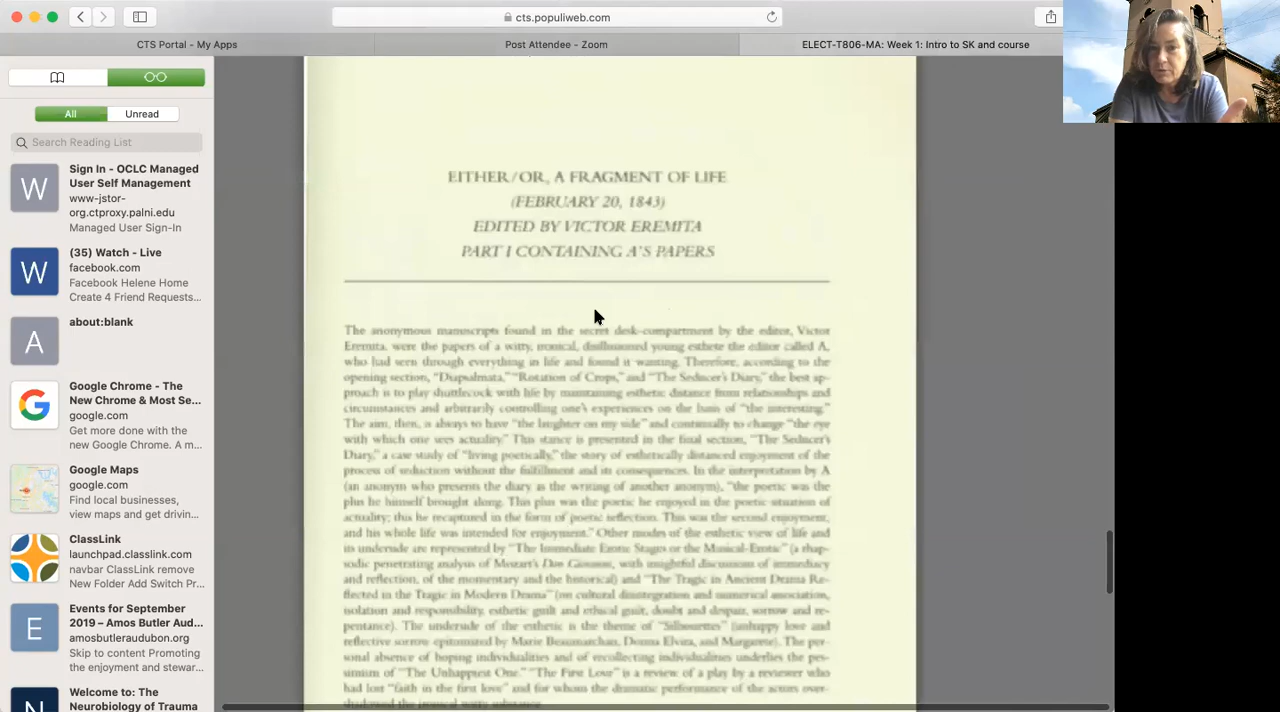 cts.populiweb.com
CTS Portal - My Apps
Post Attendee - Zoom
ELECT-T806-MA: Week 1: Intro to SK and course
All
Unread
Search Reading List
W
Sign In - OCLC Managed
User Self Management
www-jstor-
org.ctproxy.palni.edu
Managed User Sign-In
W
(35) Watch - Live
facebook.com
Facebook Helene Home
Create 4 Friend Requests...
A
about:blank
Google Chrome - The
New Chrome & Most Se...
google.com
Get more done with the
new Google Chrome. A m...
Google Maps
google.com
Find local businesses,
view maps and get drivin...
ClassLink
launchpad.classlink.com
navbar ClassLink remove
New Folder Add Switch Pr...
E
Events for September
2019 – Amos Butler Aud...
amosbutleraudubon.org
Skip to content Promoting
the enjoyment and stewar...
N
Welcome to: The
Neurobiology of Trauma
EITHER/OR, A FRAGMENT OF LIFE
(FEBRUARY 20, 1843)
EDITED BY VICTOR EREMITA
PART I CONTAINING A'S PAPERS
The anonymous manuscripts found in the secret desk-compartment by the editor, Victor
Eremita, were the papers of a witty, ironical, disillusioned young esthete the editor called A,
who had seen through everything in life and found it wanting. Therefore, according to the
opening section, "Diapsalmata," "Rotation of Crops," and "The Seducer's Diary," the best ap-
proach is to play shuttlecock with life by maintaining esthetic distance from relationships and
circumstances and arbitrarily controlling one's experiences on the basis of "the interesting."
The aim, then, is always to have "the laughter on my side" and continually to change "the eye
with which one sees actuality." This stance is presented in the final section, "The Seducer's
Diary," a case study of "living poetically," the story of esthetically distanced enjoyment of the
process of seduction without the fulfillment and its consequences. In the interpretation by A
(an anonym who presents the diary as the writing of another anonym), "the poetic was the
plus he himself brought along. This plus was the poetic he enjoyed in the poetic situation of
actuality; this he recaptured in the form of poetic reflection. This was the second enjoyment,
and his whole life was intended for enjoyment." Other modes of the esthetic view of life and
its underside are represented by "The Immediate Erotic Stages or the Musical-Erotic" (a rhap-
sodic penetrating analysis of Mozart's Don Giovanni, with insightful discussions of immediacy
and reflection, of the momentary and the historical) and "The Tragic in Ancient Drama Re-
flected in the Tragic in Modern Drama" (on cultural disintegration and numerical association,
isolation and responsibility, esthetic guilt and ethical guilt, doubt and despair, sorrow and re-
pentance). The underside of the esthetic is the theme of "Silhouettes" (unhappy love and
reflective sorrow epitomized by Marie Beaumarchais, Donna Elvira, and Margarete). The per-
sonal absence of hoping individualities and of recollecting individualities underlies the pes-
simism of "The Unhappiest One." "The First Love" is a review of a play by a reviewer who
had lost "faith in the first love" and for whom the dramatic performance of the actors over-
shadowed the